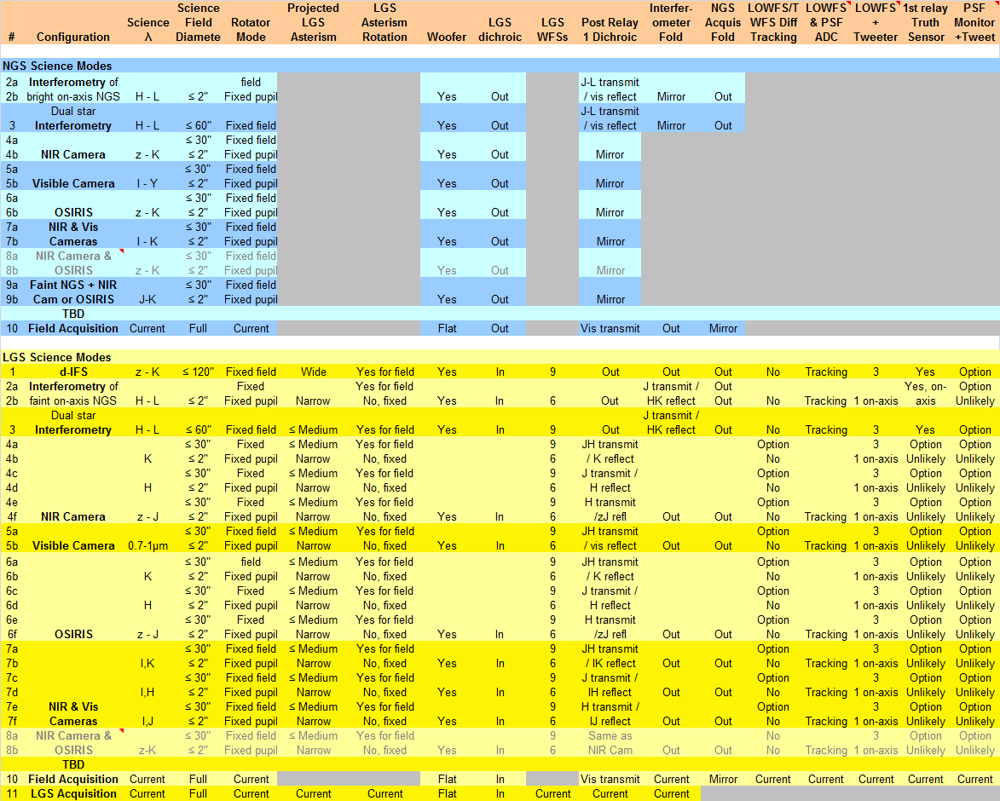 Science Projected LGS Interfer- NGS LOWFS/T LOWFS LOWFS 1st relay PSF
Science Field Rotator LGS Asterism LGS LGS Post Relay ometer Acquis WFS Diff & PSF + Truth Monitor
# Configuration λ Diamete Mode Asterism Rotation Woofer dichroic WFSs 1 Dichroic Fold Fold Tracking ADC Tweeter Sensor +Tweet
NGS Science Modes
2a Interferometry of field J-L transmit
2b bright on-axis NGS H - L ≤ 2" Fixed pupil Yes Out / vis reflect Mirror Out
Dual star J-L transmit
3 Interferometry H - L ≤ 60" Fixed field Yes Out / vis reflect Mirror Out
4a ≤ 30" Fixed field
4b NIR Camera z - K ≤ 2" Fixed pupil Yes Out Mirror
5a ≤ 30" Fixed field
5b Visible Camera I - Y ≤ 2" Fixed pupil Yes Out Mirror
6a ≤ 30" Fixed field
6b OSIRIS z - K ≤ 2" Fixed pupil Yes Out Mirror
7a NIR & Vis ≤ 30" Fixed field
7b Cameras I - K ≤ 2" Fixed pupil Yes Out Mirror
8a NIR Camera & ≤ 30" Fixed field
8b OSIRIS z - K ≤ 2" Fixed pupil Yes Out Mirror
9a Faint NGS + NIR ≤ 30" Fixed field
9b Cam or OSIRIS J-K ≤ 2" Fixed pupil Yes Out Mirror
TBD
10 Field Acquisition Current Full Current Flat Out Vis transmit Out Mirror
LGS Science Modes
1 d-IFS z - K ≤ 120" Fixed field Wide Yes for field Yes In 9 Out Out Out No Tracking 3 Yes Option
2a Interferometry of Fixed Yes for field J transmit / Out Yes, on- Option
2b faint on-axis NGS H - L ≤ 2" Fixed pupil Narrow No, fixed Yes In 6 Out HK reflect Out No Tracking 1 on-axis axis Unlikely
Dual star J transmit /
3 Interferometry H - L ≤ 60" Fixed field ≤ Medium Yes for field Yes In 9 Out HK reflect Out No Tracking 3 Yes Option
4a ≤ 30" Fixed ≤ Medium Yes for field 9 JH transmit Option 3 Option Option
4b K ≤ 2" Fixed pupil Narrow No, fixed 6 / K reflect No 1 on-axis Unlikely Unlikely
4c ≤ 30" Fixed ≤ Medium Yes for field 9 J transmit / Option 3 Option Option
4d H ≤ 2" Fixed pupil Narrow No, fixed 6 H reflect No 1 on-axis Unlikely Unlikely
4e ≤ 30" Fixed ≤ Medium Yes for field 9 H transmit Option 3 Option Option
4f NIR Camera z - J ≤ 2" Fixed pupil Narrow No, fixed Yes In 6 /zJ refl Out Out No Tracking 1 on-axis Unlikely Unlikely
5a ≤ 30" Fixed field ≤ Medium Yes for field 9 JH transmit Option 3 Option Option
5b Visible Camera 0.7-1µm ≤ 2" Fixed pupil Narrow No, fixed Yes In 6 / vis reflect Out Out No Tracking 1 on-axis Unlikely Unlikely
6a ≤ 30" field ≤ Medium Yes for field 9 JH transmit Option 3 Option Option
6b K ≤ 2" Fixed pupil Narrow No, fixed 6 / K reflect No 1 on-axis Unlikely Unlikely
6c ≤ 30" Fixed ≤ Medium Yes for field 9 J transmit / Option 3 Option Option
6d H ≤ 2" Fixed pupil Narrow No, fixed 6 H reflect No 1 on-axis Unlikely Unlikely
6e ≤ 30" Fixed ≤ Medium Yes for field 9 H transmit Option 3 Option Option
6f OSIRIS z - J ≤ 2" Fixed pupil Narrow No, fixed Yes In 6 /zJ refl Out Out No Tracking 1 on-axis Unlikely Unlikely
7a ≤ 30" Fixed field ≤ Medium Yes for field 9 JH transmit Option 3 Option Option
7b I,K ≤ 2" Fixed pupil Narrow No, fixed Yes In 6 / IK reflect Out Out No Tracking 1 on-axis Unlikely Unlikely
7c ≤ 30" Fixed field ≤ Medium Yes for field 9 J transmit / Option 3 Option Option
7d I,H ≤ 2" Fixed pupil Narrow No, fixed Yes In 6 IH reflect Out Out No Tracking 1 on-axis Unlikely Unlikely
7e NIR & Vis ≤ 30" Fixed field ≤ Medium Yes for field 9 H transmit / Option 3 Option Option
7f Cameras I,J ≤ 2" Fixed pupil Narrow No, fixed Yes In 6 IJ reflect Out Out No Tracking 1 on-axis Unlikely Unlikely
8a NIR Camera & ≤ 30" Fixed field ≤ Medium Yes for field 9 Same as No 3 Option Option
8b OSIRIS z-K ≤ 2" Fixed pupil Narrow No, fixed Yes In 6 NIR Cam Out Out No Tracking 1 on-axis Unlikely Unlikely
TBD
10 Field Acquisition Current Full Current Flat In Vis transmit Current Mirror Current Current Current Current Current
11 LGS Acquisition Current Full Current Current Current Flat In Current Current Current